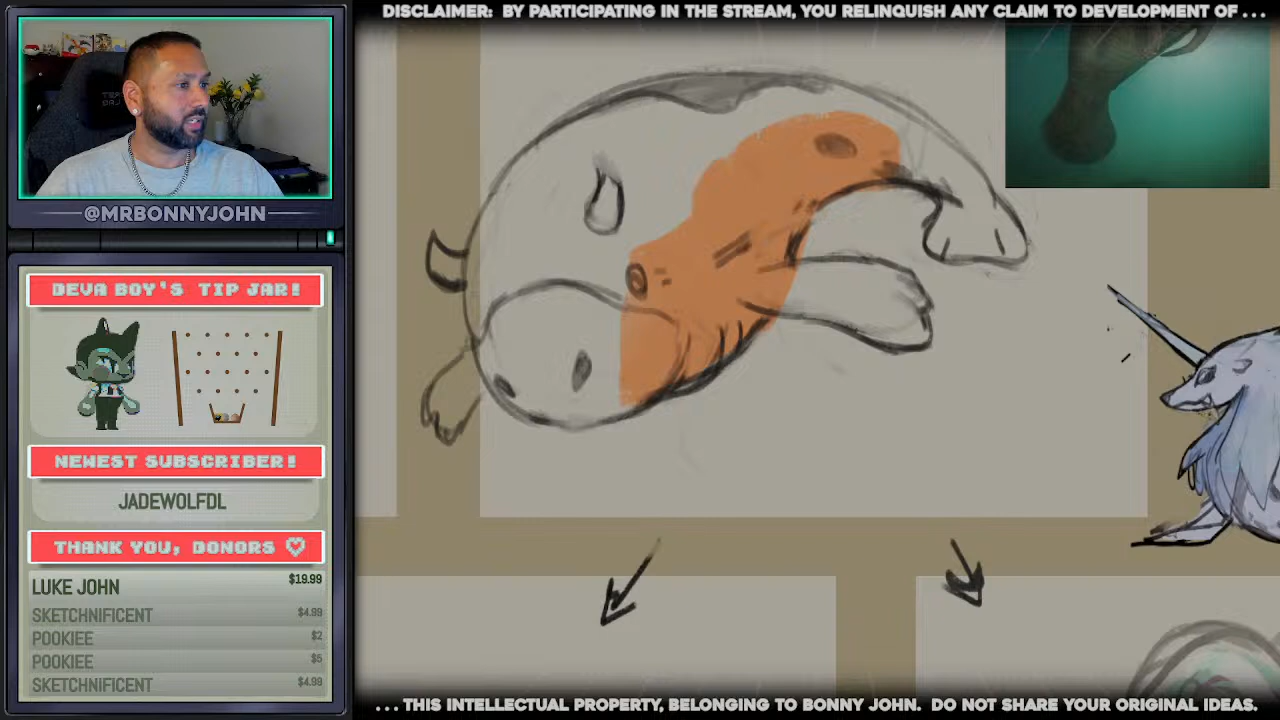 DISCLAIMER: BY PARTICIPATING IN THE STREAM, YOU RELINQUISH ANY CLAIM TO DEVELOPMENT OF . . .
@MRBONNYJOHN
DEVA BOY'S TIP JAR!
NEWEST SUBSCRIBER!
JADEWOLFDL
THANK YOU, DONORS ♡
LUKE JOHN $19.99
SKETCHNIFICENT $4.99
POOKIEE $2
POOKIEE $5
SKETCHNIFICENT $4.99
. . . THIS INTELLECTUAL PROPERTY, BELONGING TO BONNY JOHN. DO NOT SHARE YOUR ORIGINAL IDEAS.